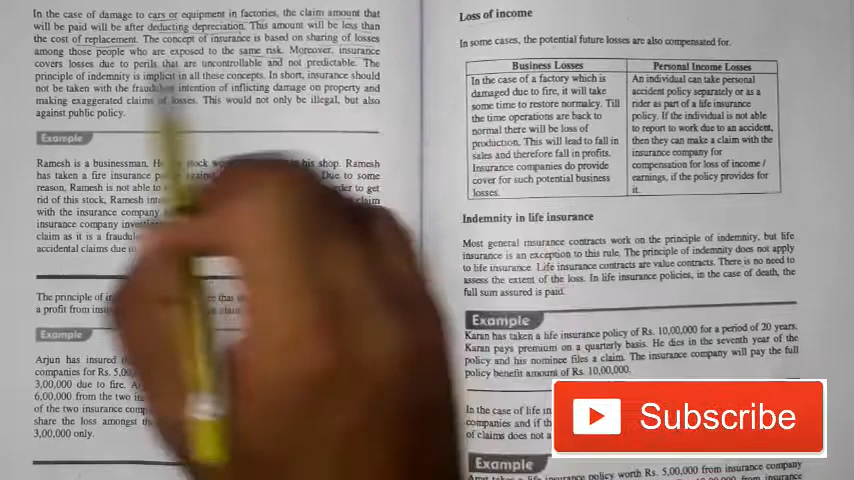 In the case of damage to cars or equipment in factories, the claim amount that
will be paid will be after deducting depreciation. This amount will be less than
the cost of replacement. The concept of insurance is based on sharing of losses
among those people who are exposed to the same risk. Moreover, insurance
covers losses due to perils that are uncontrollable and not predictable. The
principle of indemnity is implicit in all these concepts. In short, insurance should
not be taken with the fraudulent intention of inflicting damage on property and
making exaggerated claims of losses. This would not only be illegal, but also
against public policy.
Example
Ramesh is a businessman. stock in his shop. Ramesh
has taken a fire insurance Due to some
reason, Ramesh is not able to order to get
rid of this stock, Ramesh claim
with the insurance company
insurance company
claim as it is a
accidental claims due
The principle of that
a profit from claim
Example
Arjun has insured
companies for Rs.
3,00,000 due to fire.
6,00,000 from the two
of the two insurance
share the loss amongst
3,00,000 only.
Loss of income
In some cases, the potential future losses are also compensated for.
Business Losses
In the case of a factory which is
damaged due to fire, it will take
some time to restore normalcy. Till
the time operations are back to
normal there will be loss of
production. This will lead to fall in
sales and therefore fall in profits.
Insurance companies do provide
cover for such potential business
losses.
Personal Income Losses
An individual can take personal
accident policy separately or as a
rider as part of a life insurance
policy. If the individual is not able
to report to work due to an accident,
then they can make a claim with the
insurance company for
compensation for loss of income /
earnings, if the policy provides for
it.
Indemnity in life insurance
Most general insurance contracts work on the principle of indemnity, but life
insurance is an exception to this rule. The principle of indemnity does not apply
to life insurance. Life insurance contracts are value contracts. There is no need to
assess the extent of the loss. In life insurance policies, in the case of death, the
full sum assured is paid.
Example
Karan has taken a life insurance policy of Rs. 10,00,000 for a period of 20 years.
Karan pays premium on a quarterly basis. He dies in the seventh year of the
policy and his nominee files a claim. The insurance company will pay the full
policy benefit amount of Rs. 10,00,000.
In the case of life
companies and if
of claims does not
Subscribe
Example
insurance policy worth Rs. 5,00,000 from insurance company